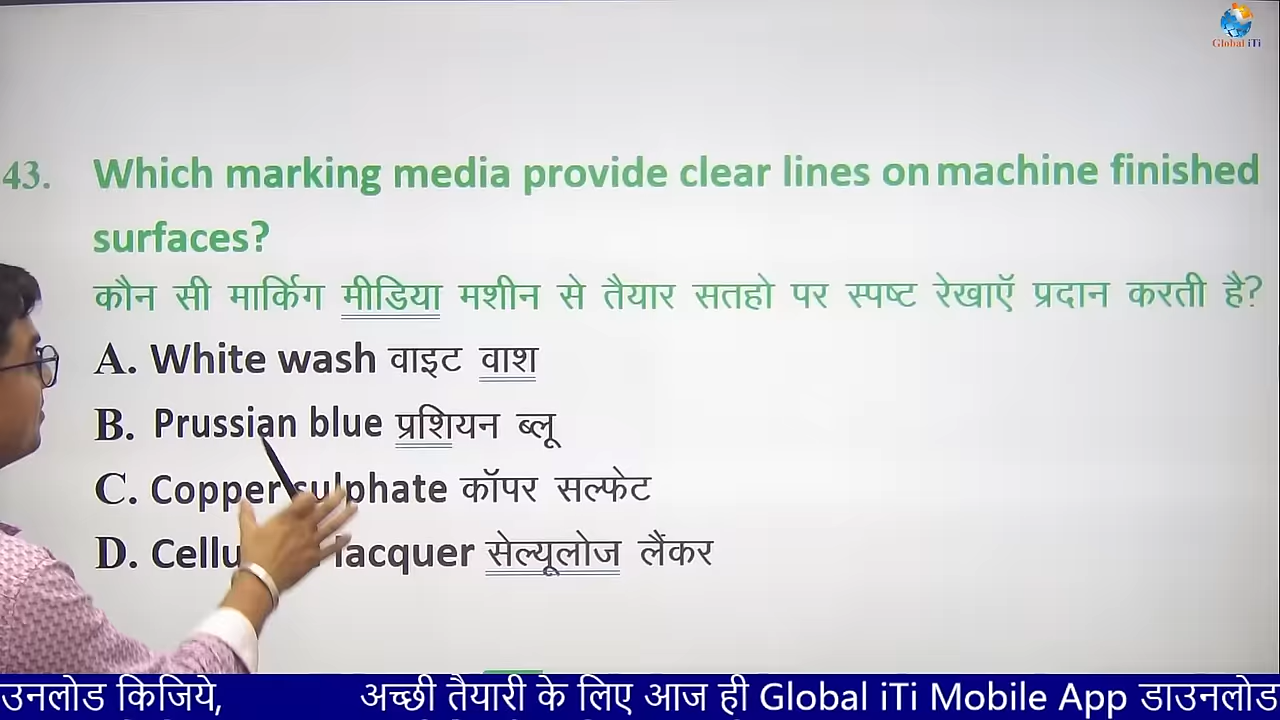 Global iTi
43. Which marking media provide clear lines on machine finished
surfaces?
कौन सी मार्किग मीडिया मशीन से तैयार सतहो पर स्पष्ट रेखाएॅ प्रदान करती है?
A. White wash वाइट वाश
B. Prussian blue प्रशियन ब्लू
C. Copper sulphate कॉपर सल्फेट
D. lacquer सेल्यूलोज लैंकर
उनलोड किजिये, अच्छी तैयारी के लिए आज ही Global iTi Mobile App डाउनलोड